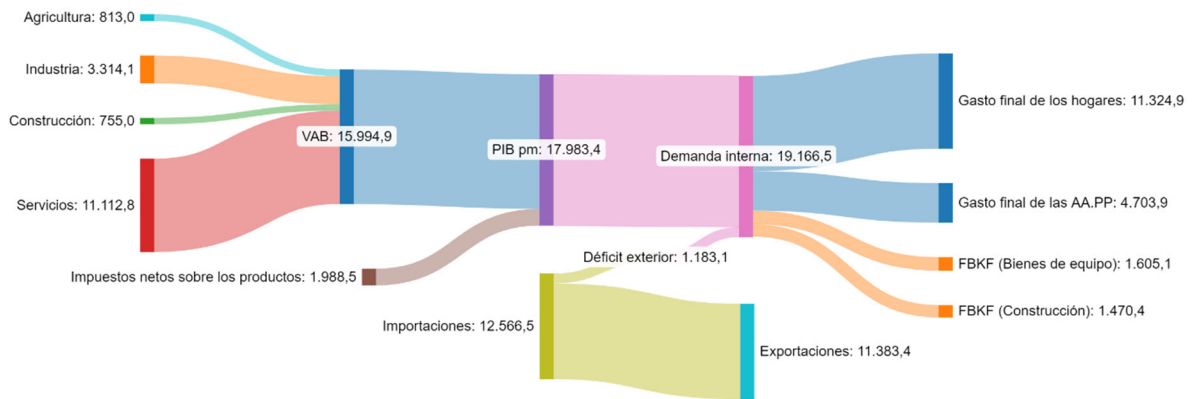 Agricultura: 813,0
Industria: 3.314,1
Construcción: 755,0
Servicios: 11.112,8
VAB: 15.994,9
Impuestos netos sobre los productos: 1.988,5
PIB pm: 17.983,4
Importaciones: 12.566,5
Déficit exterior: 1.183,1
Demanda interna: 19.166,5
Exportaciones: 11.383,4
Gasto final de los hogares: 11.324,9
Gasto final de las AA.PP: 4.703,9
FBKF (Bienes de equipo): 1.605,1
FBKF (Construcción): 1.470,4